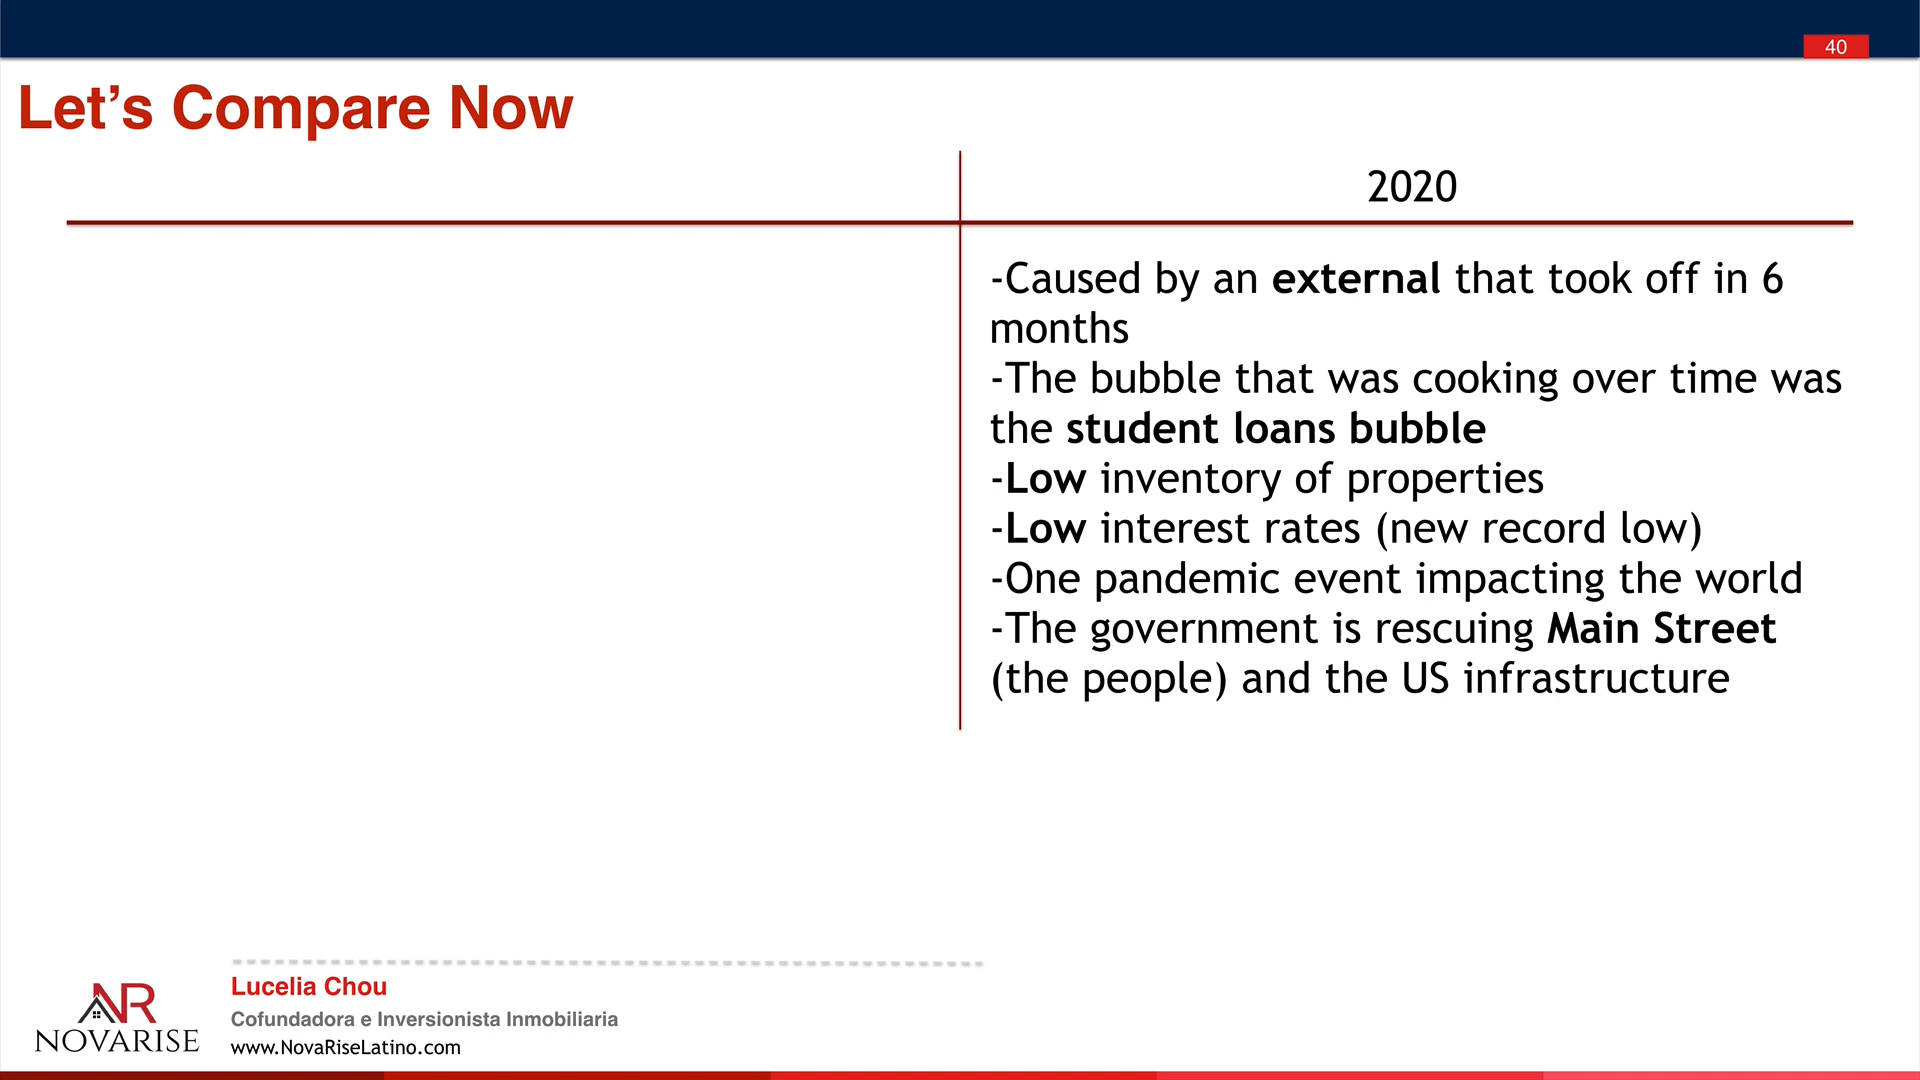 40
Let’s Compare Now
2020
-Caused by an external that took off in 6
months
-The bubble that was cooking over time was
the student loans bubble
-Low inventory of properties
-Low interest rates (new record low)
-One pandemic event impacting the world
-The government is rescuing Main Street
(the people) and the US infrastructure
NR
NOVARISE
Lucelia Chou
Cofundadora e Inversionista Inmobiliaria
www.NovaRiseLatino.com